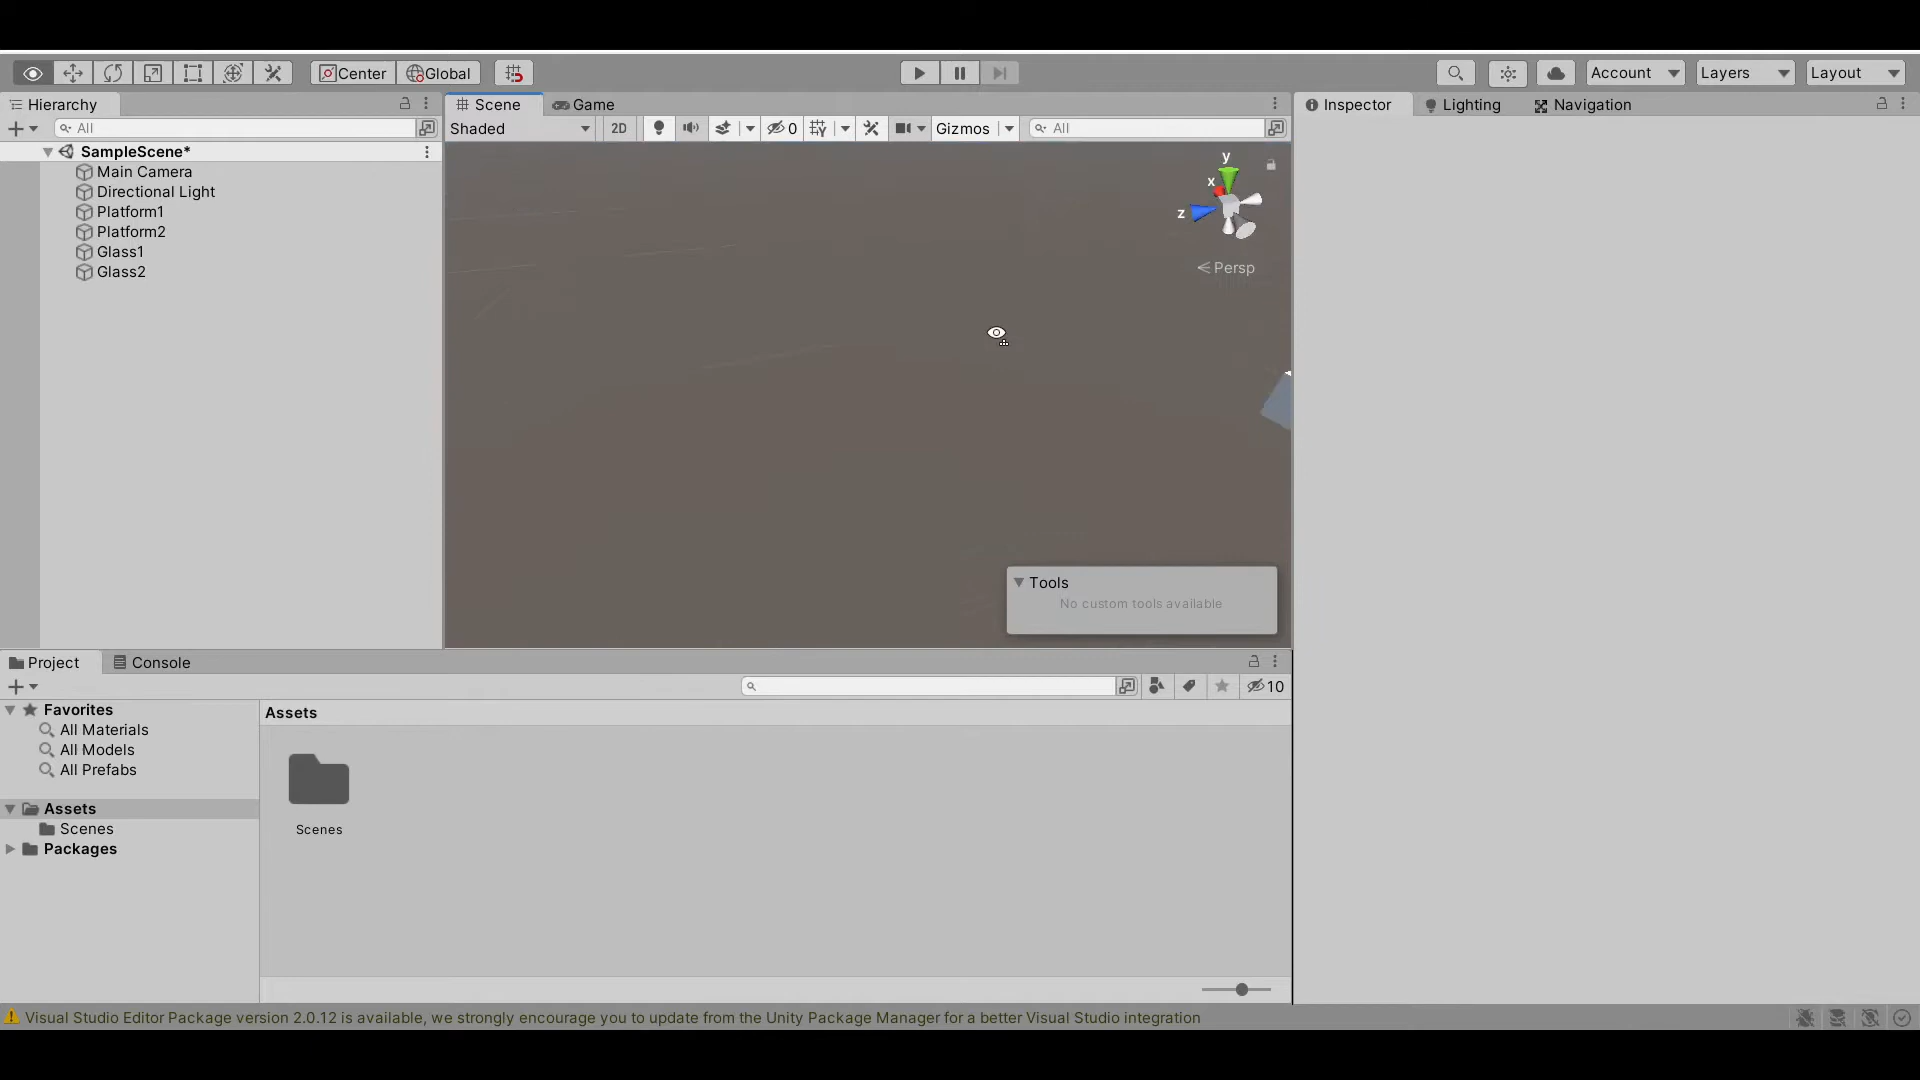 Center Global Account Layers Layout
Hierarchy Scene Game Inspector Lighting Navigation
All Shaded 2D 0 Gizmos All
SampleScene*
Main Camera
Directional Light
Platform1
Platform2
Glass1
Glass2
y
x
z
Persp
Tools
No custom tools available
Project Console
10
Favorites
All Materials
All Models
All Prefabs
Assets
Scenes
Packages
Assets
Scenes
Visual Studio Editor Package version 2.0.12 is available, we strongly encourage you to update from the Unity Package Manager for a better Visual Studio integration